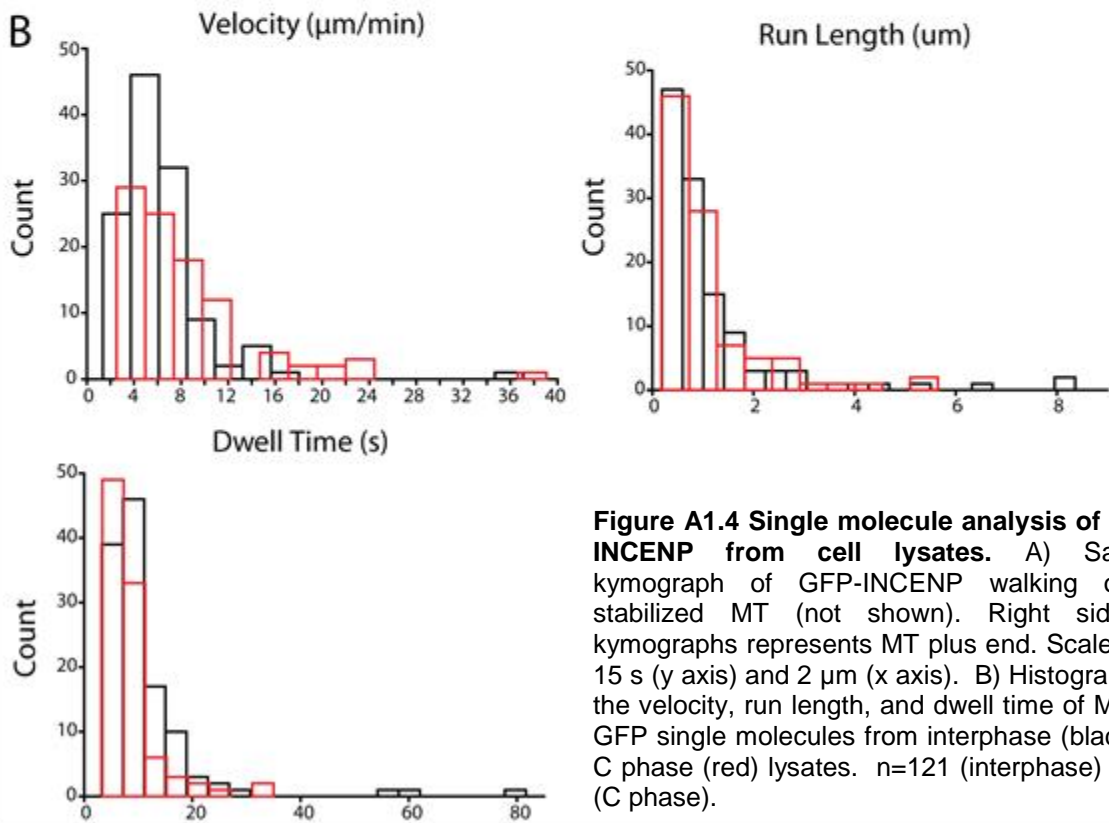 B
Velocity (µm/min)
Count
50
40
30
20
10
0
0 4 8 12 16 20 24 28 32 36 40
Run Length (um)
Count
50
40
30
20
10
0
0 2 4 6 8
Dwell Time (s)
Count
50
40
30
20
10
0
0 20 40 60 80
Figure A1.4 Single molecule analysis of
INCENP from cell lysates. A) Sa
kymograph of GFP-INCENP walking o
stabilized MT (not shown). Right sid
kymographs represents MT plus end. Scale
15 s (y axis) and 2 µm (x axis). B) Histogra
the velocity, run length, and dwell time of M
GFP single molecules from interphase (blac
C phase (red) lysates. n=121 (interphase)
(C phase).